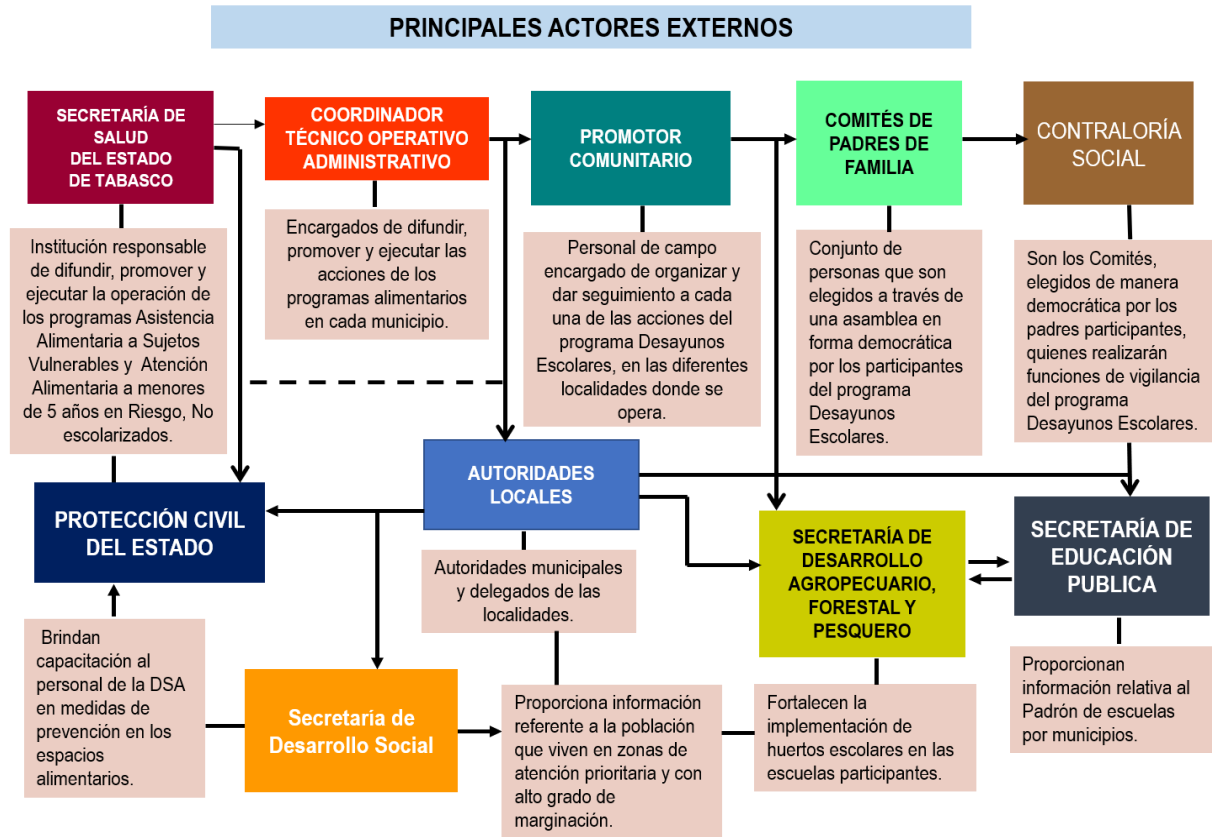 PRINCIPALES ACTORES EXTERNOS
SECRETARÍA DE
SALUD
DEL ESTADO
DE TABASCO
COORDINADOR
TÉCNICO OPERATIVO
ADMINISTRATIVO
PROMOTOR
COMUNITARIO
COMITÉS DE
PADRES DE
FAMILIA
CONTRALORÍA
SOCIAL
Institución responsable
de difundir, promover y
ejecutar la operación de
los programas Asistencia
Alimentaria a Sujetos
Vulnerables y Atención
Alimentaria a menores
de 5 años en Riesgo, No
escolarizados.
Encargados de difundir,
promover y ejecutar las
acciones de los
programas alimentarios
en cada municipio.
Personal de campo
encargado de organizar y
dar seguimiento a cada
una de las acciones del
programa Desayunos
Escolares, en las diferentes
localidades donde se
opera.
Conjunto de
personas que son
elegidos a través de
una asamblea en
forma democrática
por los participantes
del programa
Desayunos
Escolares.
Son los Comités,
elegidos de manera
democrática por los
padres participantes,
quienes realizarán
funciones de vigilancia
del programa
Desayunos Escolares.
PROTECCIÓN CIVIL
DEL ESTADO
AUTORIDADES
LOCALES
SECRETARÍA DE
DESARROLLO
AGROPECUARIO,
FORESTAL Y
PESQUERO
SECRETARÍA DE
EDUCACIÓN
PUBLICA
Brindan
capacitación al
personal de la DSA
en medidas de
prevención en los
espacios
alimentarios.
Autoridades municipales
y delegados de las
localidades.
Secretaría de
Desarrollo Social
Proporciona información
referente a la población
que viven en zonas de
atención prioritaria y con
alto grado de
marginación.
Fortalecen la
implementación de
huertos escolares en las
escuelas participantes.
Proporcionan
información relativa al
Padrón de escuelas
por municipios.